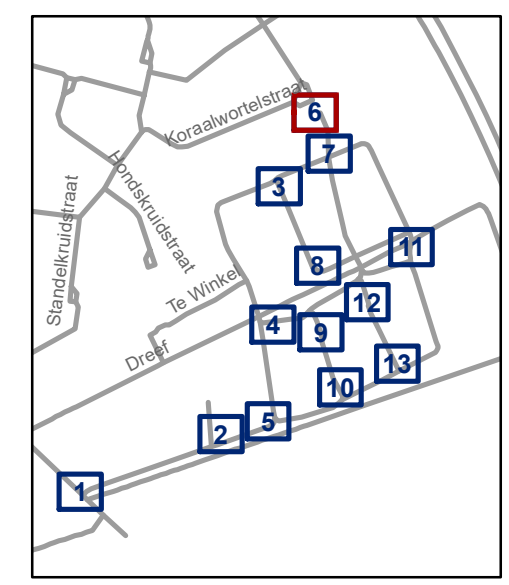 Koraalwortelstraat
6
7
Hondskruidstraat
3
Standelkruidstraat
11
8
Te Winkel
12
4
9
Dreef
13
10
5
2
1